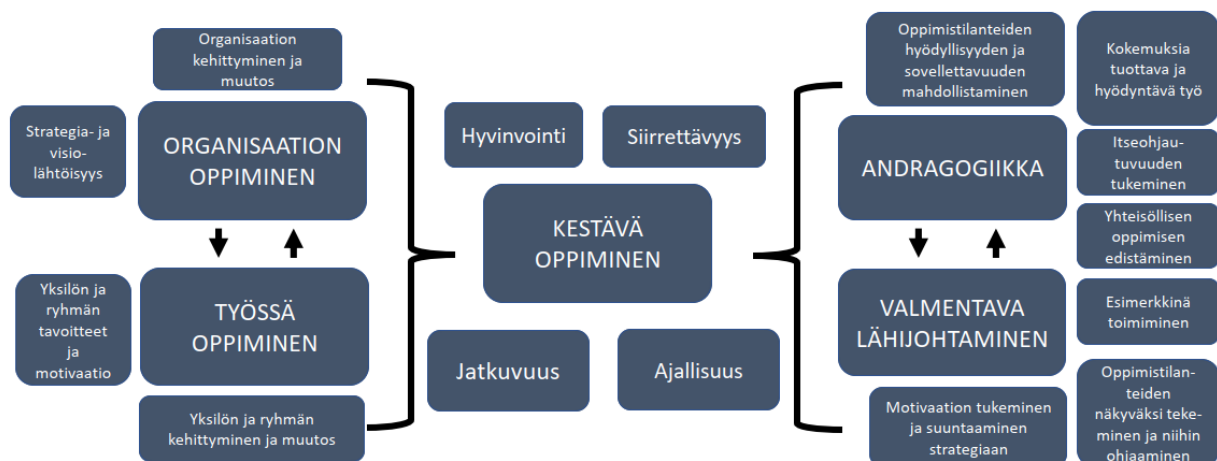 Organisaation
kehittyminen ja
muutos
Strategia- ja
visio-
lähtöisyys
ORGANISAATION
OPPIMINEN
Yksilön ja
ryhmän
tavoitteet
ja
motivaatio
TYÖSSÄ
OPPIMINEN
Yksilön ja ryhmän
kehittyminen ja muutos
Hyvinvointi
Siirrettävyys
KESTÄVÄ
OPPIMINEN
Jatkuvuus
Ajallisuus
Oppimistilanteiden
hyödyllisyyden ja
sovellettavuuden
mahdollistaminen
Kokemuksia
tuottava ja
hyödyntävä työ
ANDRAGOGIIKKA
Itseohjau-
tuvuuden
tukeminen
Yhteisöllisen
oppimisen
edistäminen
VALMENTAVA
LÄHIJOHTAMINEN
Esimerkkinä
toimiminen
Motivaation tukeminen
ja suuntaaminen
strategiaan
Oppimistilan-
teiden
näkyväksi teke-
minen ja niihin
ohjaaminen